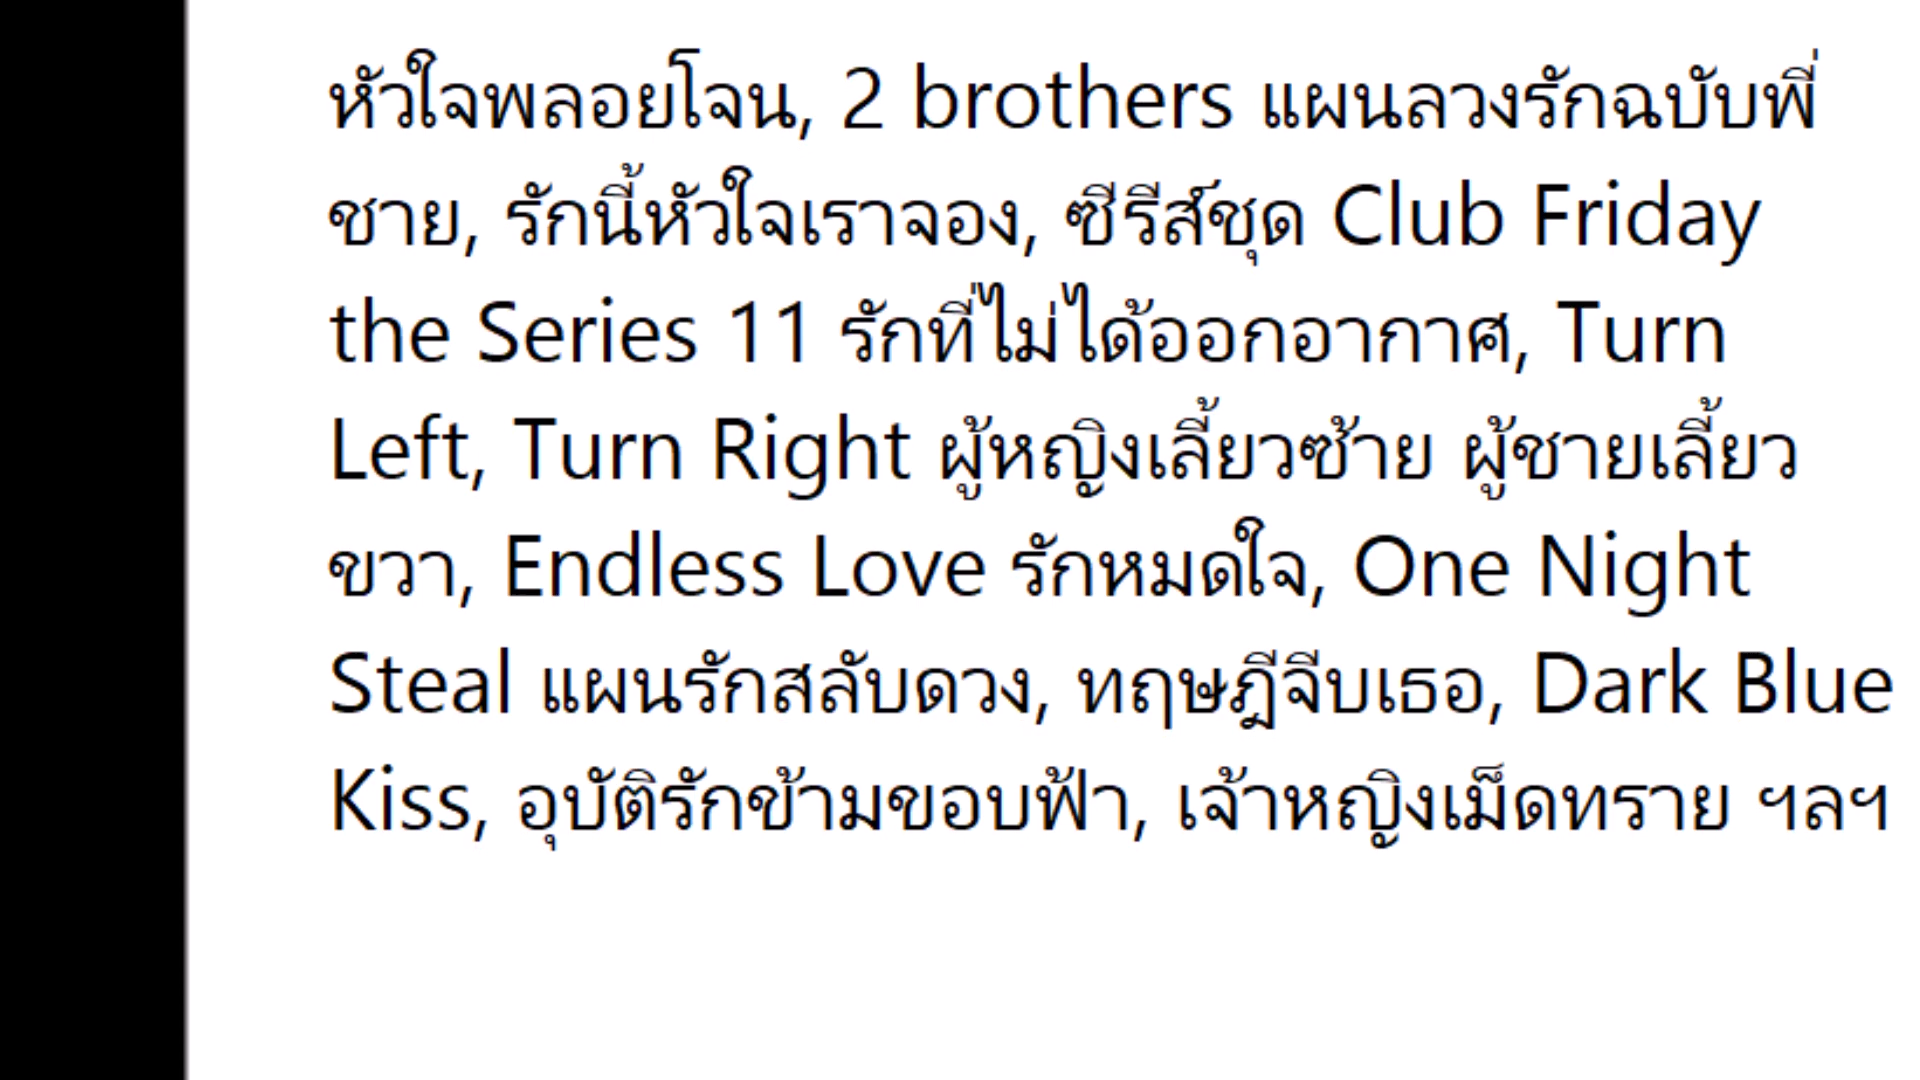 หัวใจพลอยโจน, 2 brothers แผนลวงรักฉบับพี่
ชาย, รักนี้หัวใจเราจอง, ซีรีส์ชุด Club Friday
the Series 11 รักที่ไม่ได้ออกอากาศ, Turn
Left, Turn Right ผู้หญิงเลี้ยวซ้าย ผู้ชายเลี้ยว
ขวา, Endless Love รักหมดใจ, One Night
Steal แผนรักสลับดวง, ทฤษฎีจีบเธอ, Dark Blue
Kiss, อุบัติรักข้ามขอบฟ้า, เจ้าหญิงเม็ดทราย ฯลฯ